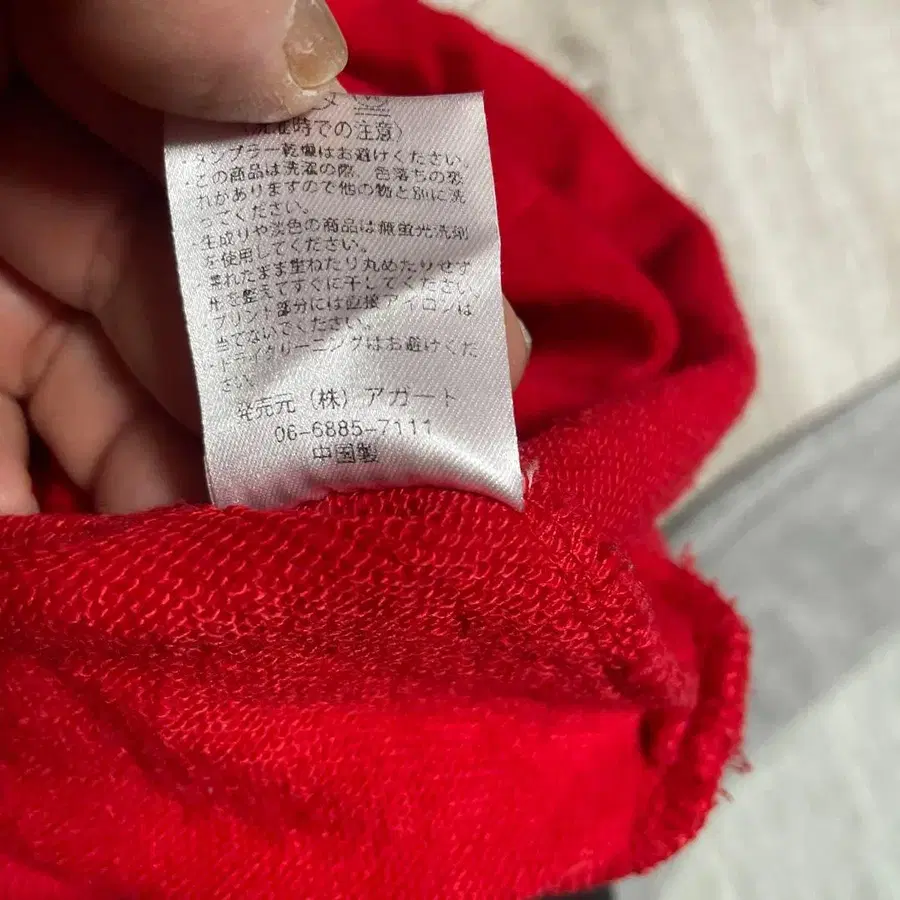 （洗濯時での注意）
・タンブラー乾燥はお避けください。
・この商品は洗濯の際、色落ちの恐
れがありますので他の物と別に洗
ってください。
・生成りや淡色の商品は無蛍光洗剤
を使用してください。
・濡れたまま重ねたり丸めたりせず
形を整えてすぐに干してください。
・プリント部分には直接アイロンは
当てないでください。
・ドライクリーニングはお避けくだ
さい。
発売元（株）アガート
06-6885-7111
中国製